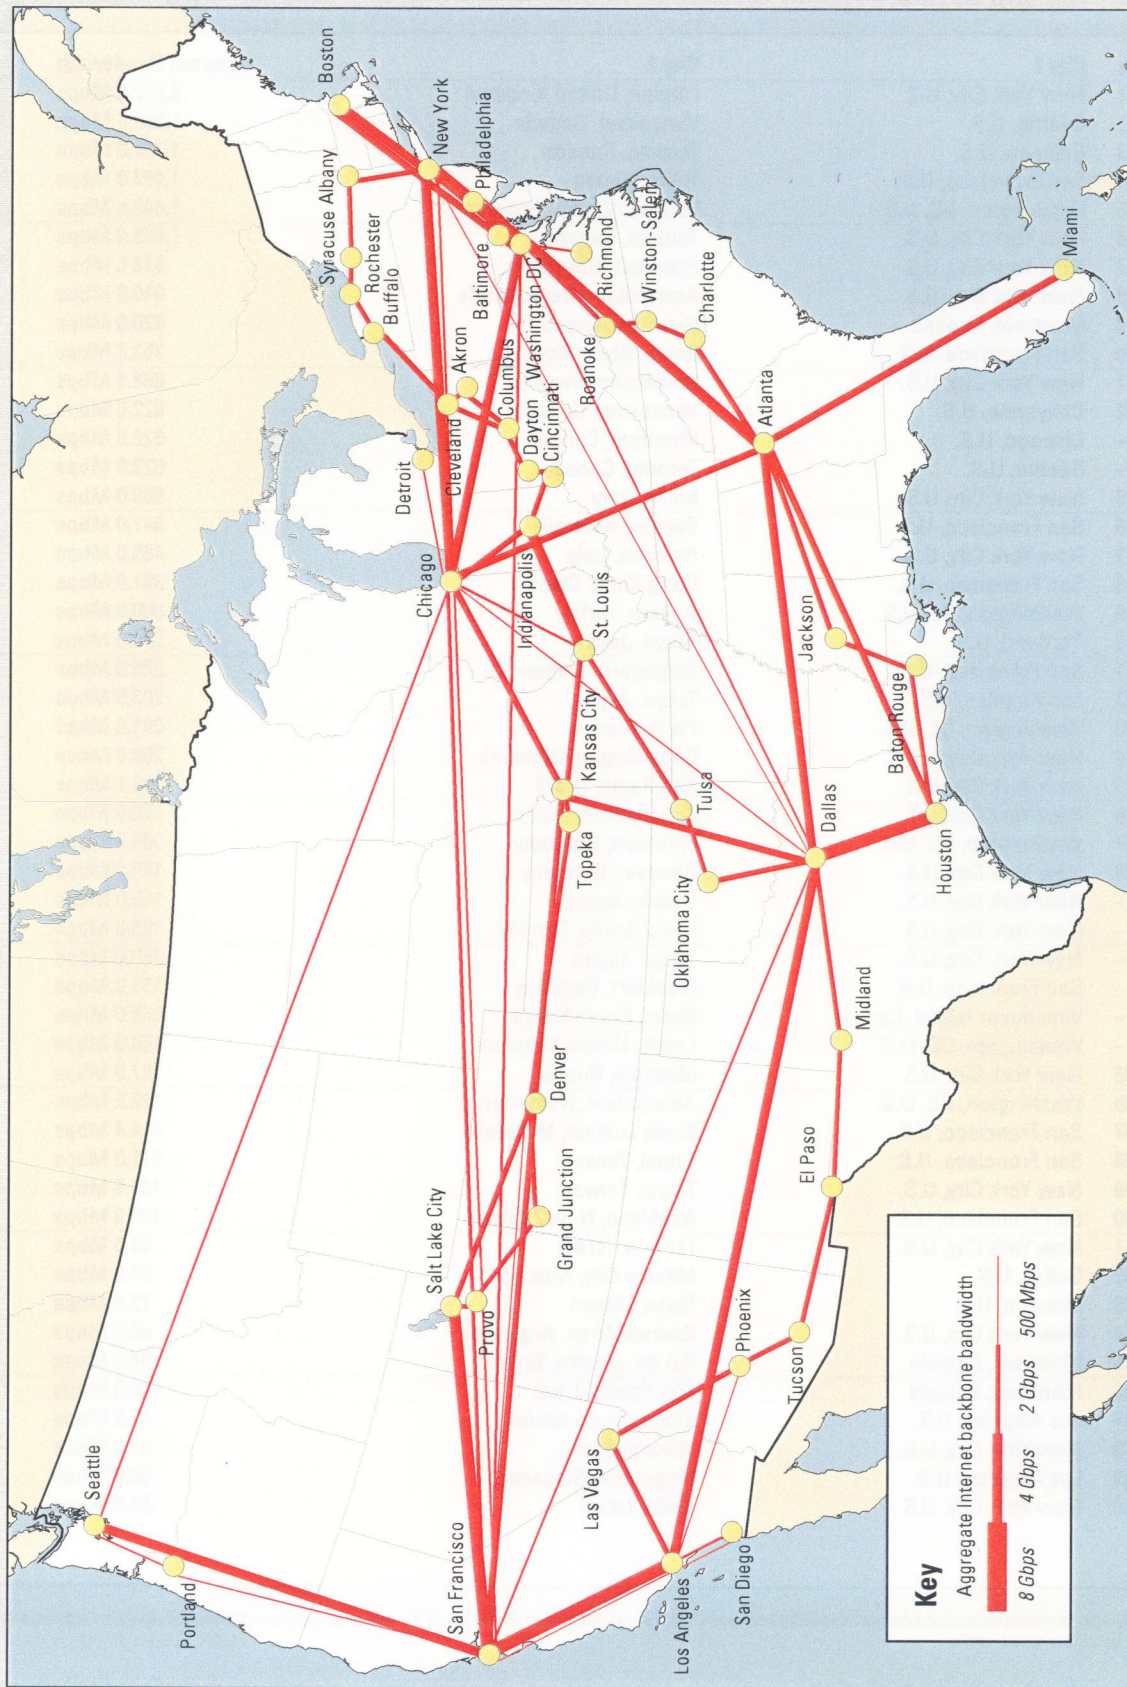 Seattle
Portland
San Francisco
Los Angeles
San Diego
Las Vegas
Phoenix
Tucson
Salt Lake City
Provo
Grand Junction
Denver
El Paso
Midland
Topeka
Kansas City
Oklahoma City
Tulsa
Dallas
Houston
Baton Rouge
Jackson
St. Louis
Chicago
Indianapolis
Detroit
Cleveland
Akron
Columbus
Dayton
Cincinnati
Atlanta
Buffalo
Rochester
Syracuse
Albany
Boston
New York
Philadelphia
Baltimore
Washington DC
Richmond
Roanoke
Winston-Salem
Charlotte
Miami
Key
Aggregate Internet backbone bandwidth
8 Gbps 4 Gbps 2 Gbps 500 Mbps